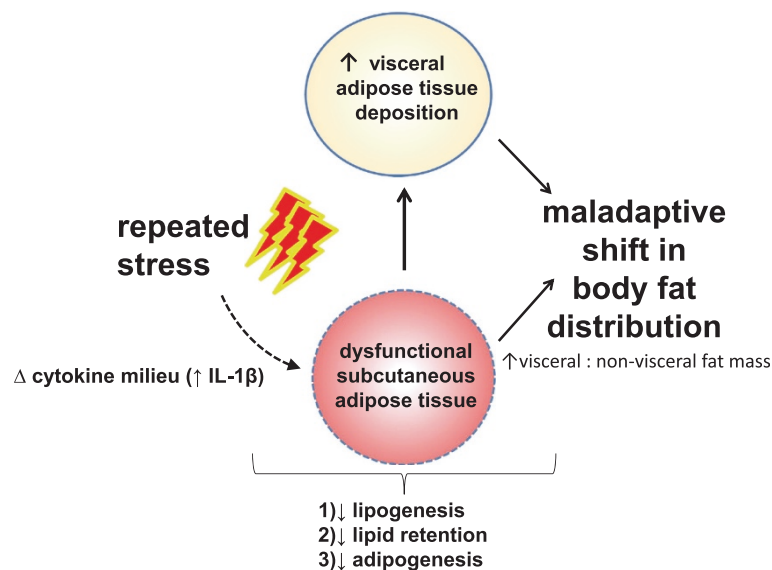 ↑ visceral
adipose tissue
deposition
repeated
stress
maladaptive
shift in
body fat
distribution
↑visceral : non-visceral fat mass
dysfunctional
subcutaneous
adipose tissue
Δ cytokine milieu (↑ IL-1β)
1)↓ lipogenesis
2)↓ lipid retention
3)↓ adipogenesis